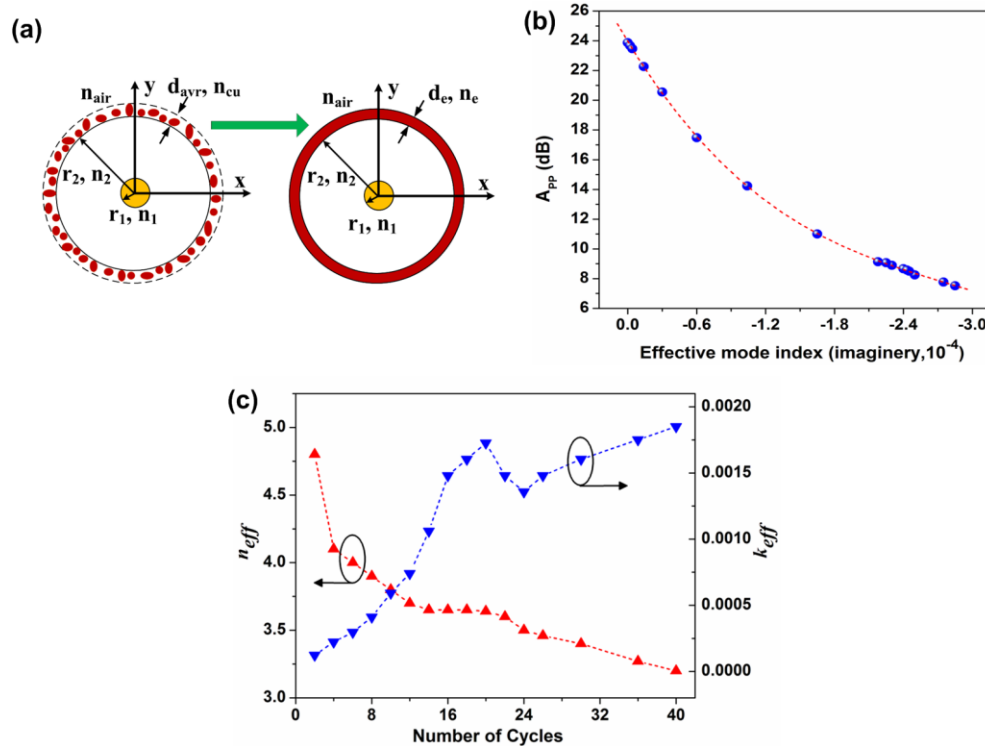 (a)
y
d_avr, n_cu
n_air
r_2, n_2
x
r_1, n_1
y
d_e, n_e
n_air
r_2, n_2
x
r_1, n_1
(b)
26
24
22
20
18
16
14
12
10
8
6
A_PP (dB)
0.0 -0.6 -1.2 -1.8 -2.4 -3.0
Effective mode index (imaginery,10^-4)
(c)
5.0
4.5
4.0
3.5
3.0
n_eff
0.0020
0.0015
0.0010
0.0005
0.0000
k_eff
0 8 16 24 32 40
Number of Cycles